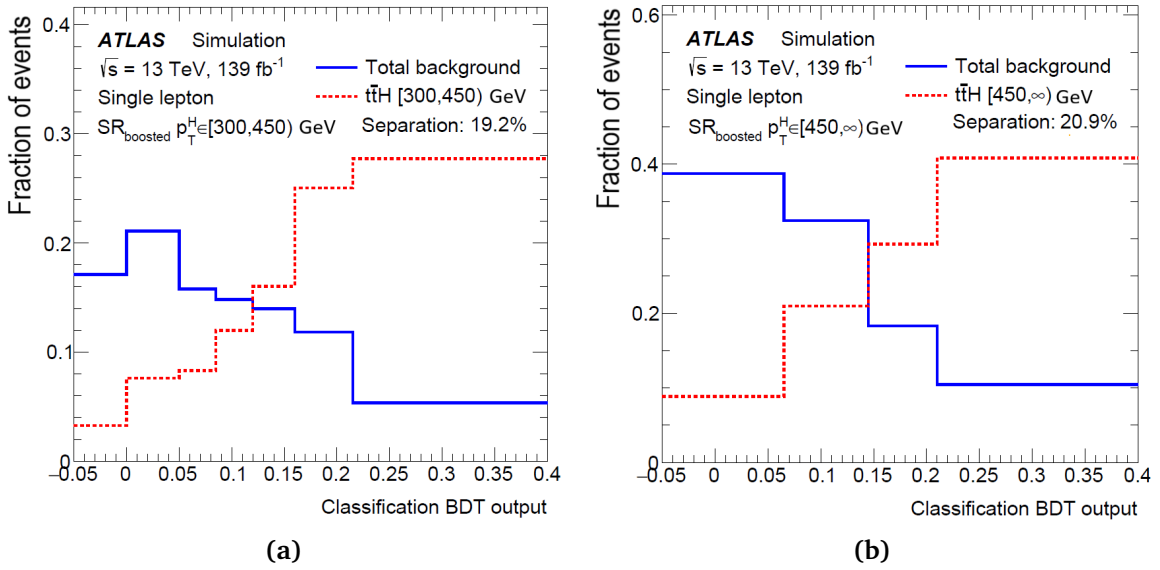 Fraction of events
0.4
0.3
0.2
0.1
0
ATLAS Simulation
√s = 13 TeV, 139 fb⁻¹
Single lepton
SR_boosted p_T^H∈[300,450) GeV
Total background
tt̄H [300,450) GeV
Separation: 19.2%
−0.05 0 0.05 0.1 0.15 0.2 0.25 0.3 0.35 0.4
Classification BDT output
(a)
Fraction of events
0.6
0.4
0.2
0
ATLAS Simulation
√s = 13 TeV, 139 fb⁻¹
Single lepton
SR_boosted p_T^H∈[450,∞) GeV
Total background
tt̄H [450,∞) GeV
Separation: 20.9%
−0.05 0 0.05 0.1 0.15 0.2 0.25 0.3 0.35 0.4
Classification BDT output
(b)